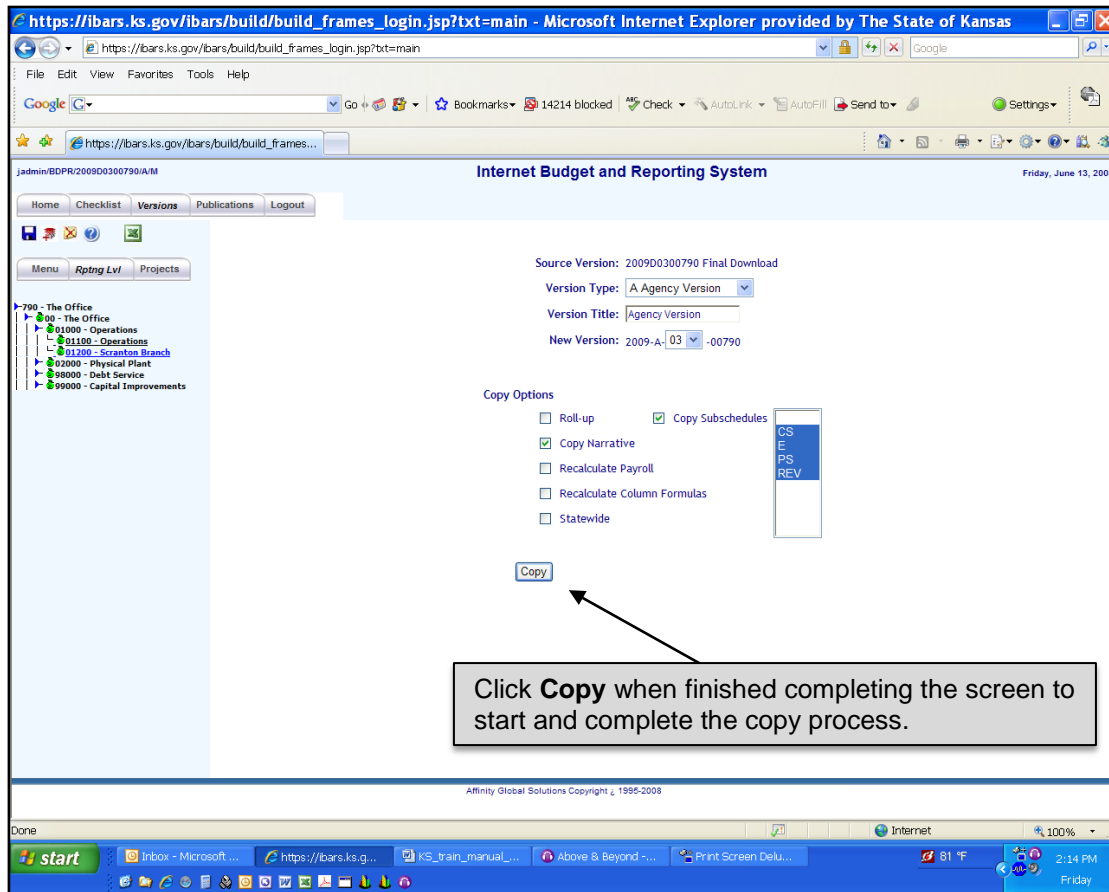 https://ibars.ks.gov/ibars/build/build_frames_login.jsp?txt=main - Microsoft Internet Explorer provided by The State of Kansas
https://ibars.ks.gov/ibars/build/build_frames_login.jsp?txt=main
Google
File Edit View Favorites Tools Help
Google G Go Bookmarks 14214 blocked Check AutoLink AutoFill Send to Settings
https://ibars.ks.gov/ibars/build/build_frames...
jadmin/BDPR/2009D0300790/A/M
Internet Budget and Reporting System
Friday, June 13, 200
Home Checklist Versions Publications Logout
Menu Rptng Lvl Projects
790 - The Office
00 - The Office
01000 - Operations
01100 - Operations
01200 - Scranton Branch
02000 - Physical Plant
98000 - Debt Service
99000 - Capital Improvements
Source Version: 2009D0300790 Final Download
Version Type: A Agency Version
Version Title: Agency Version
New Version: 2009-A- 03 -00790
Copy Options
Roll-up Copy Subschedules
Copy Narrative
Recalculate Payroll
Recalculate Column Formulas
Statewide
CS
E
PS
REV
Copy
Click Copy when finished completing the screen to
start and complete the copy process.
Affinity Global Solutions Copyright ¿ 1995-2008
Done
Internet
100%
start
Inbox - Microsoft ...
https://ibars.ks.g...
KS_train_manual_...
Above & Beyond -...
Print Screen Delu...
81 °F
2:14 PM
Friday